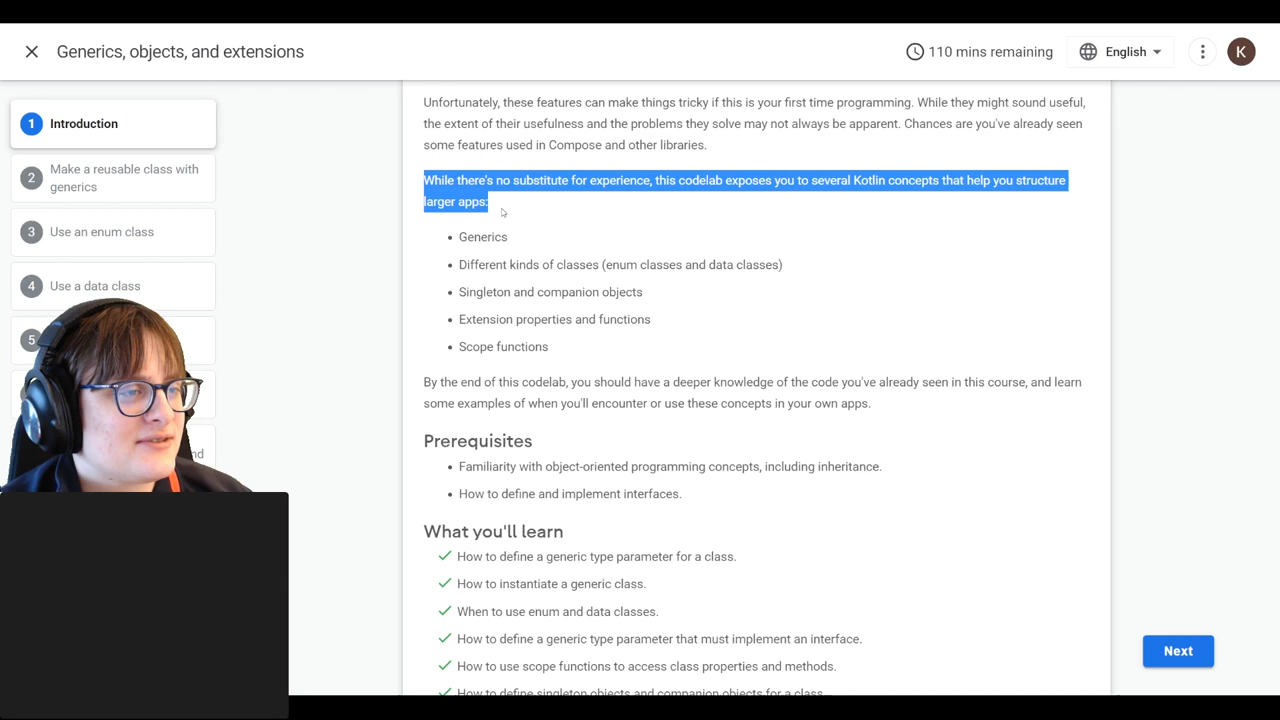 Generics, objects, and extensions
110 mins remaining
English
K
1 Introduction
2 Make a reusable class with
generics
3 Use an enum class
4 Use a data class
5
nd
Unfortunately, these features can make things tricky if this is your first time programming. While they might sound useful,
the extent of their usefulness and the problems they solve may not always be apparent. Chances are you've already seen
some features used in Compose and other libraries.
While there's no substitute for experience, this codelab exposes you to several Kotlin concepts that help you structure
larger apps:
• Generics
• Different kinds of classes (enum classes and data classes)
• Singleton and companion objects
• Extension properties and functions
• Scope functions
By the end of this codelab, you should have a deeper knowledge of the code you've already seen in this course, and learn
some examples of when you'll encounter or use these concepts in your own apps.
Prerequisites
• Familiarity with object-oriented programming concepts, including inheritance.
• How to define and implement interfaces.
What you'll learn
How to define a generic type parameter for a class.
How to instantiate a generic class.
When to use enum and data classes.
How to define a generic type parameter that must implement an interface.
How to use scope functions to access class properties and methods.
How to define singleton objects and companion objects for a class.
Next